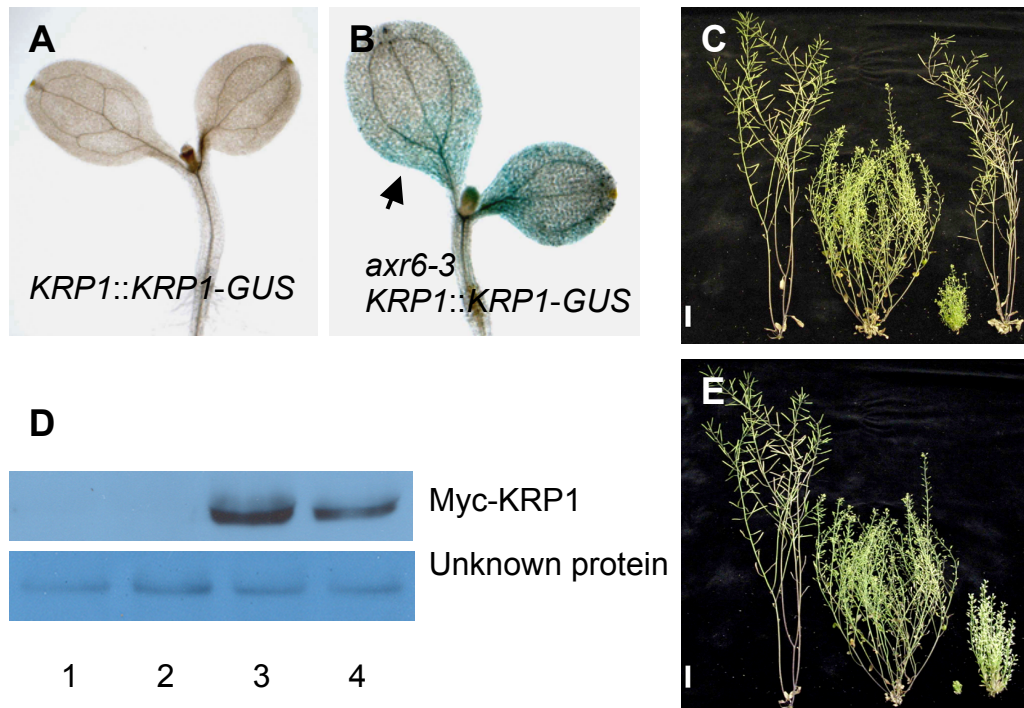 A
KRP1::KRP1-GUS
B
axr6-3
KRP1::KRP1-GUS
C
D
Myc-KRP1
Unknown protein
1 2 3 4
E